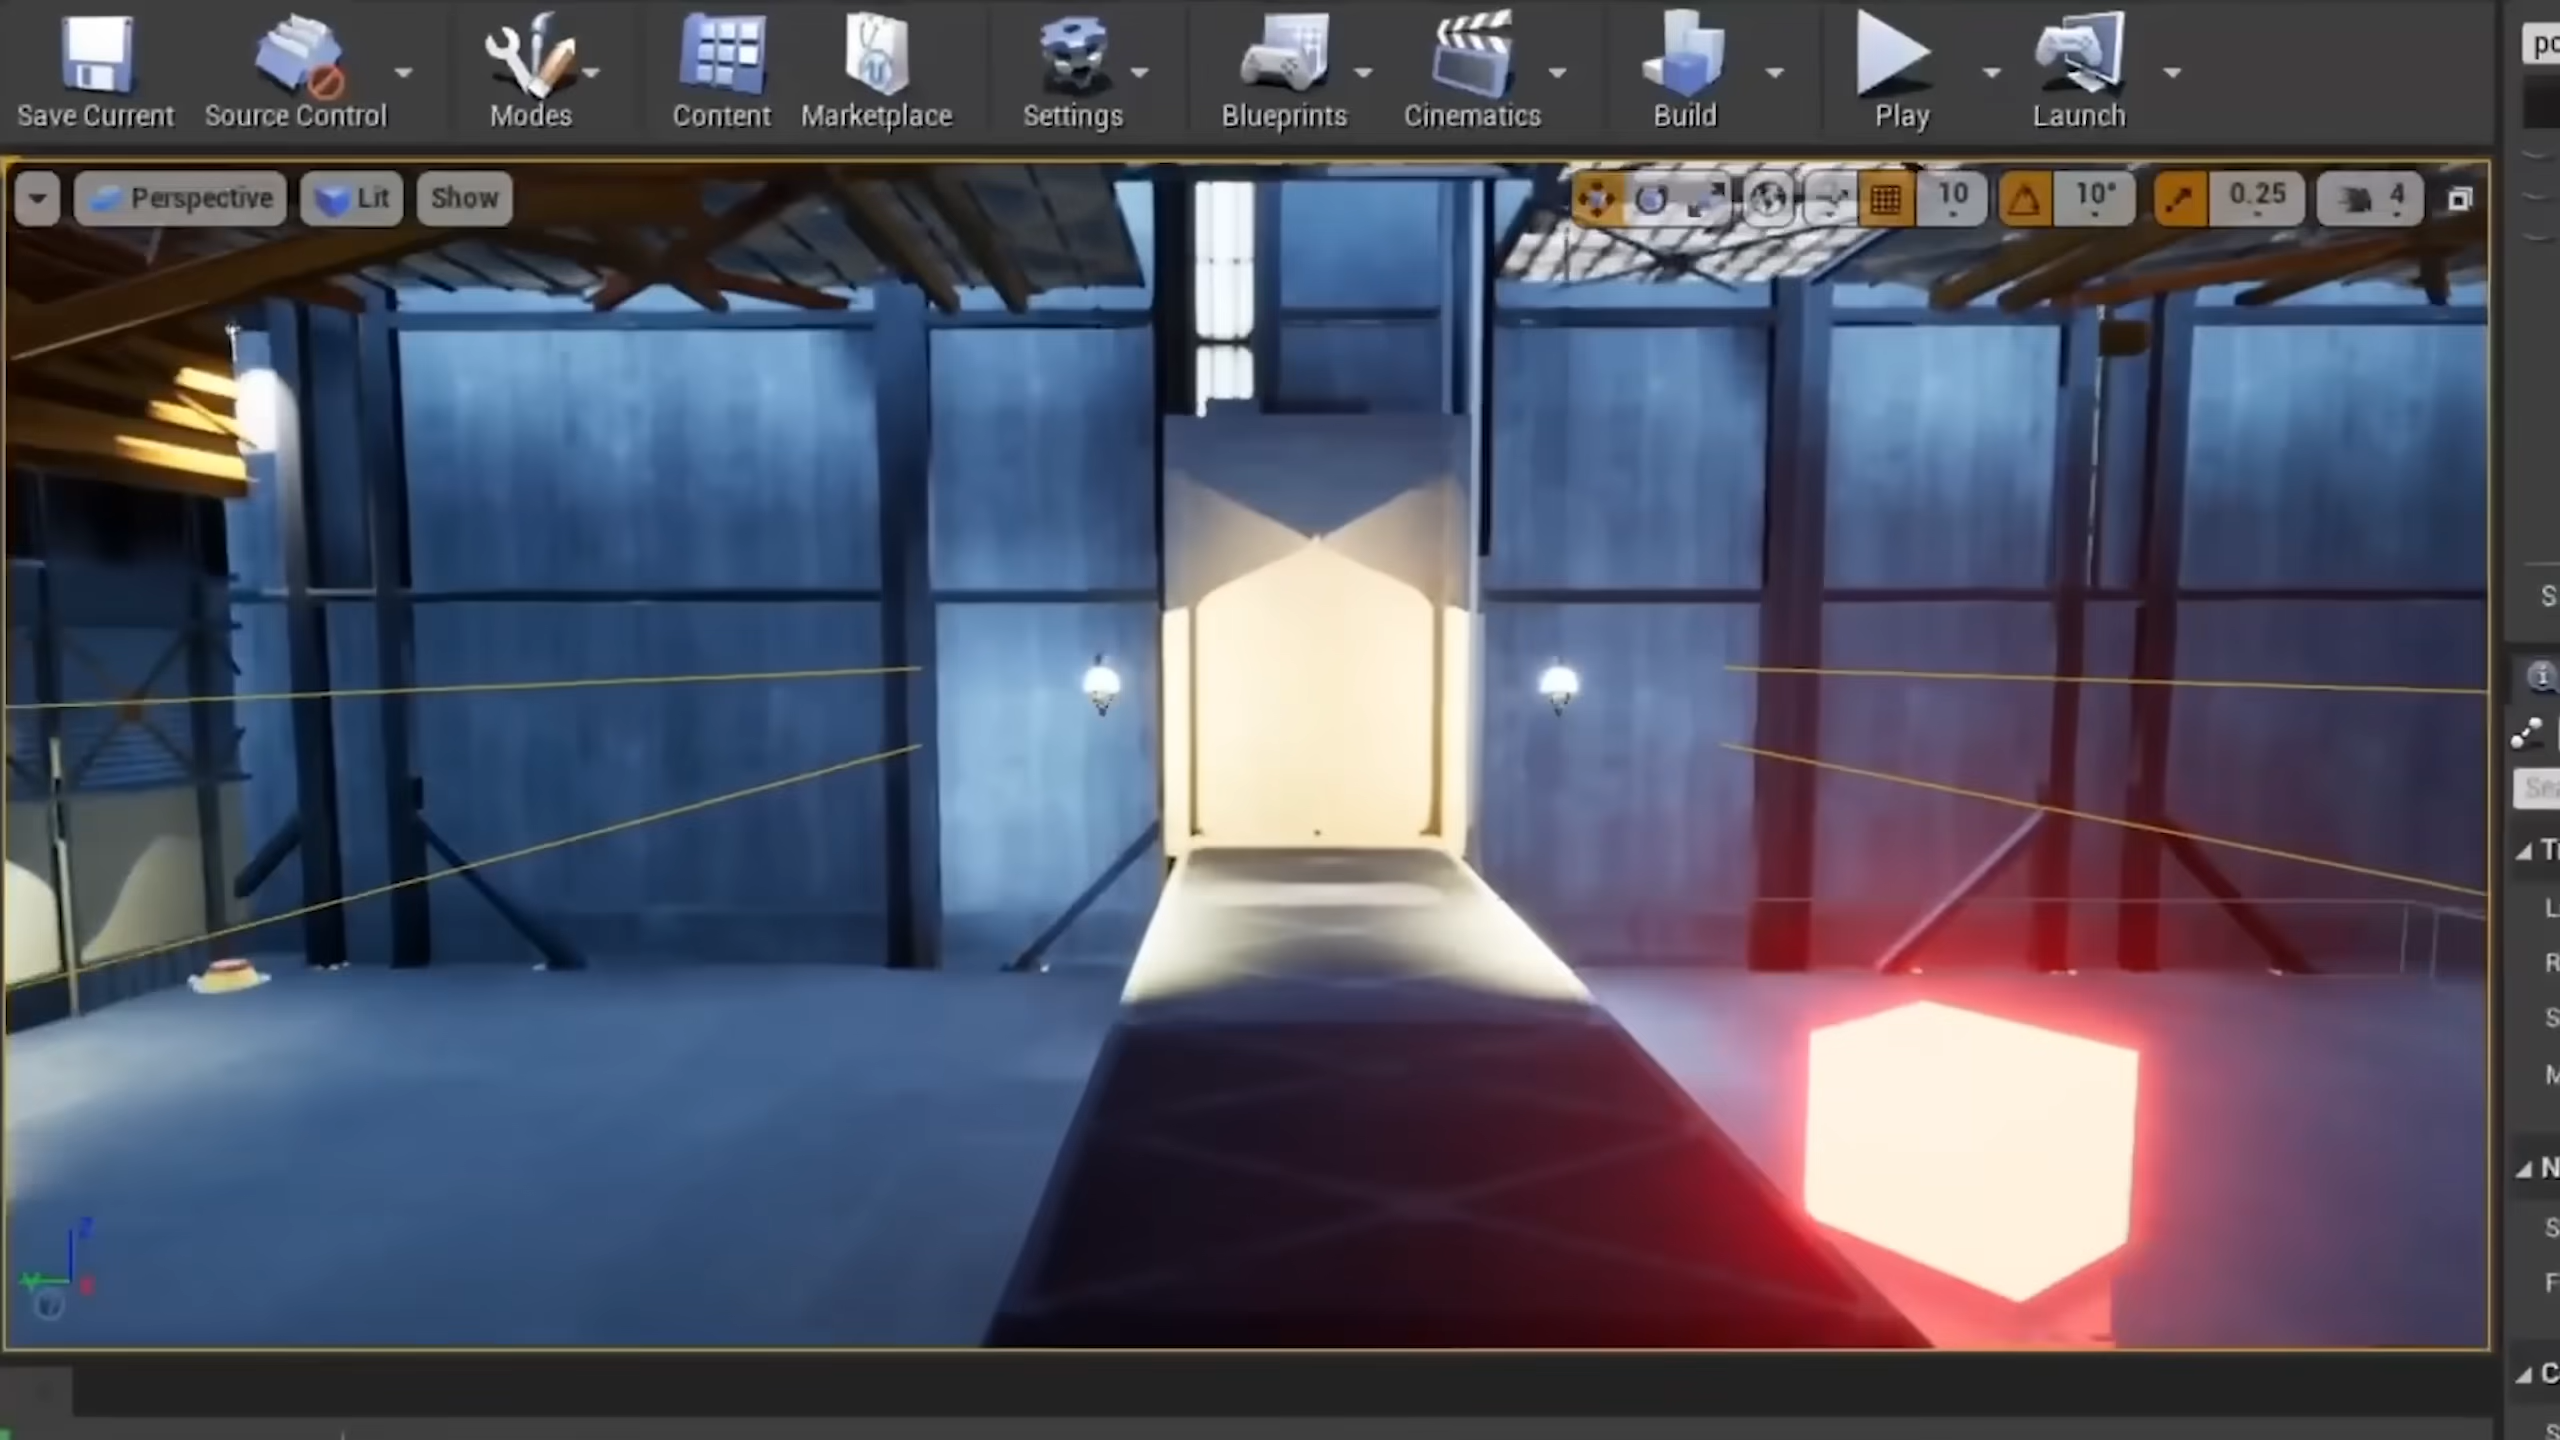 Save Current
Source Control
Modes
Content
Marketplace
Settings
Blueprints
Cinematics
Build
Play
Launch
Perspective
Lit
Show
10
10°
0.25
4
Z